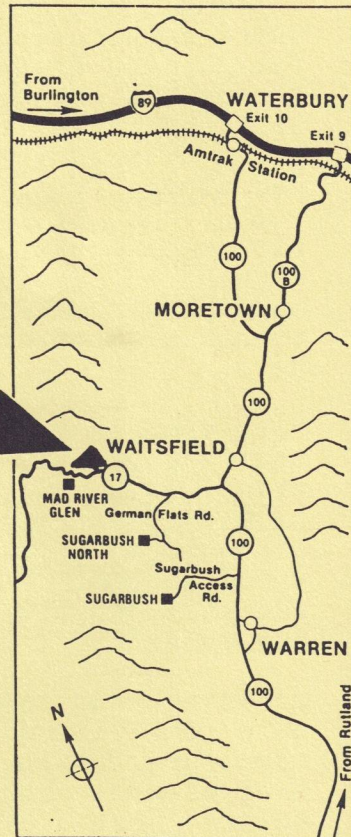 From
Burlington
89
WATERBURY
Exit 10
Exit 9
Amtrak Station
100
100
B
MORETOWN
100
WAITSFIELD
17
MAD RIVER
GLEN
German Flats Rd.
100
SUGARBUSH
NORTH
Sugarbush
Access
Rd.
SUGARBUSH
WARREN
100
N
From Rutland